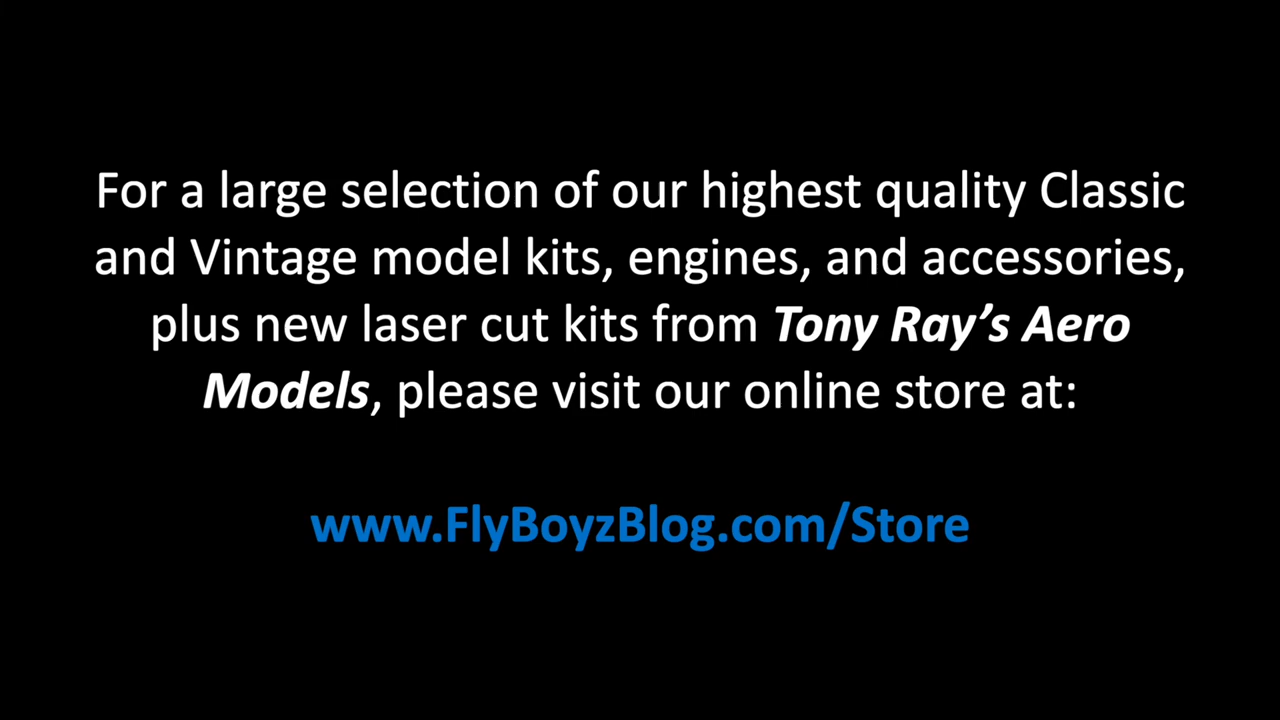 For a large selection of our highest quality Classic
and Vintage model kits, engines, and accessories,
plus new laser cut kits from Tony Ray’s Aero
Models, please visit our online store at:
www.FlyBoyzBlog.com/Store